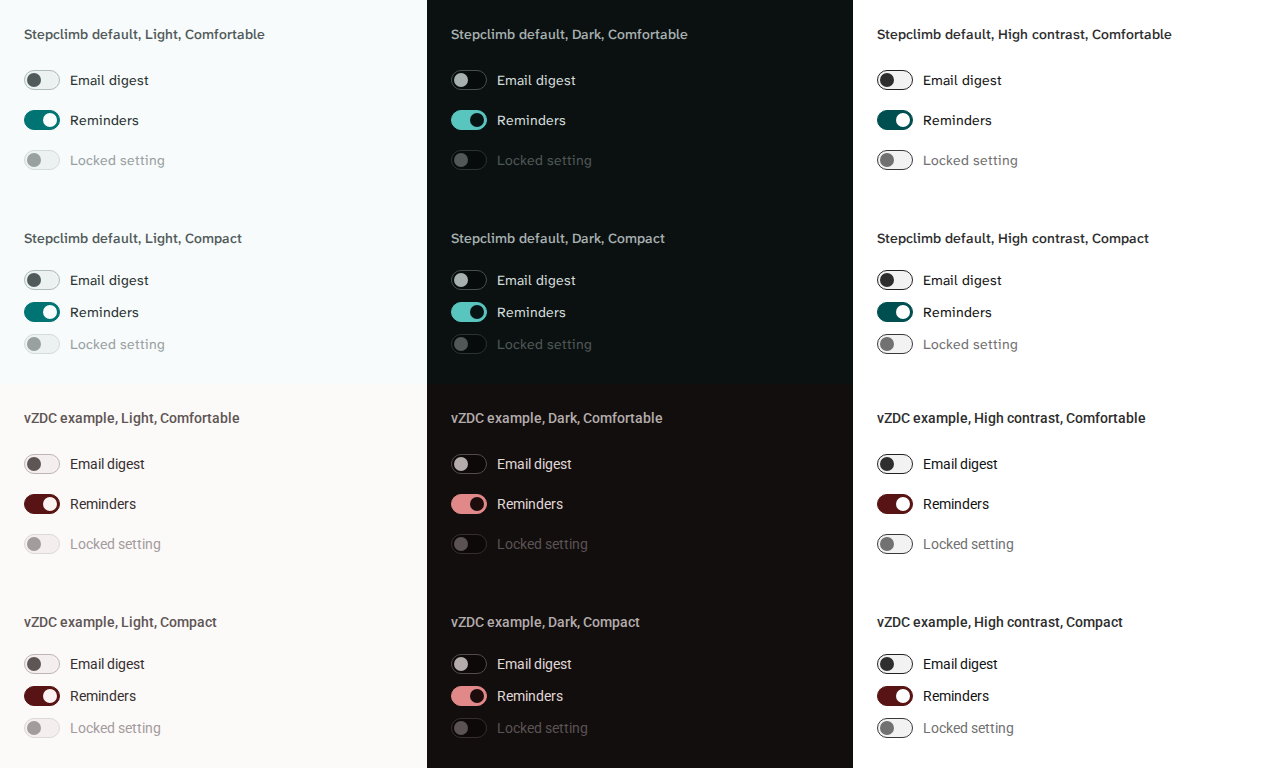 Stepclimb default, Light, Comfortable
Email digest
Reminders
Locked setting
Stepclimb default, Dark, Comfortable
Email digest
Reminders
Locked setting
Stepclimb default, High contrast, Comfortable
Email digest
Reminders
Locked setting
Stepclimb default, Light, Compact
Email digest
Reminders
Locked setting
Stepclimb default, Dark, Compact
Email digest
Reminders
Locked setting
Stepclimb default, High contrast, Compact
Email digest
Reminders
Locked setting
vZDC example, Light, Comfortable
Email digest
Reminders
Locked setting
vZDC example, Dark, Comfortable
Email digest
Reminders
Locked setting
vZDC example, High contrast, Comfortable
Email digest
Reminders
Locked setting
vZDC example, Light, Compact
Email digest
Reminders
Locked setting
vZDC example, Dark, Compact
Email digest
Reminders
Locked setting
vZDC example, High contrast, Compact
Email digest
Reminders
Locked setting